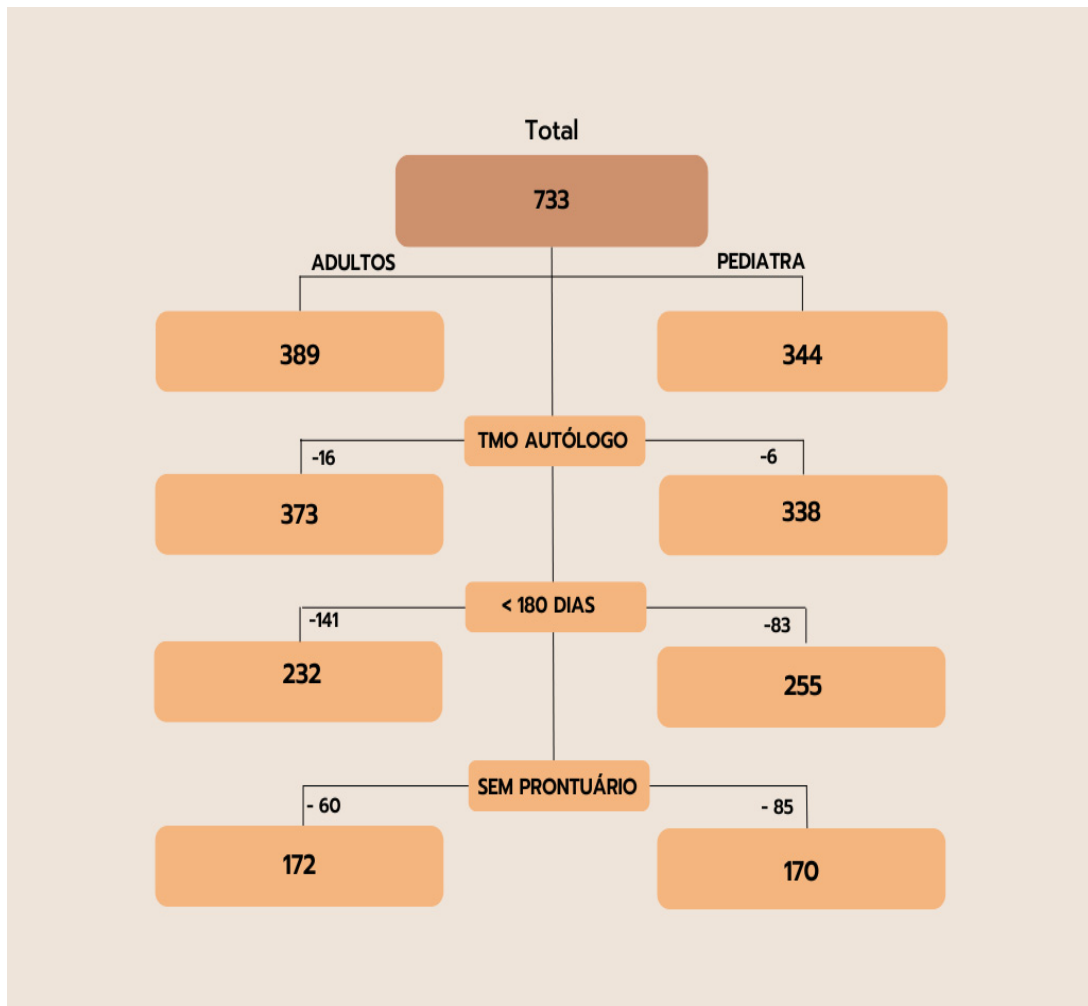 Total
733
ADULTOS
PEDIATRA
389
344
TMO AUTÓLOGO
-16
-6
373
338
< 180 DIAS
-141
-83
232
255
SEM PRONTUÁRIO
- 60
- 85
172
170